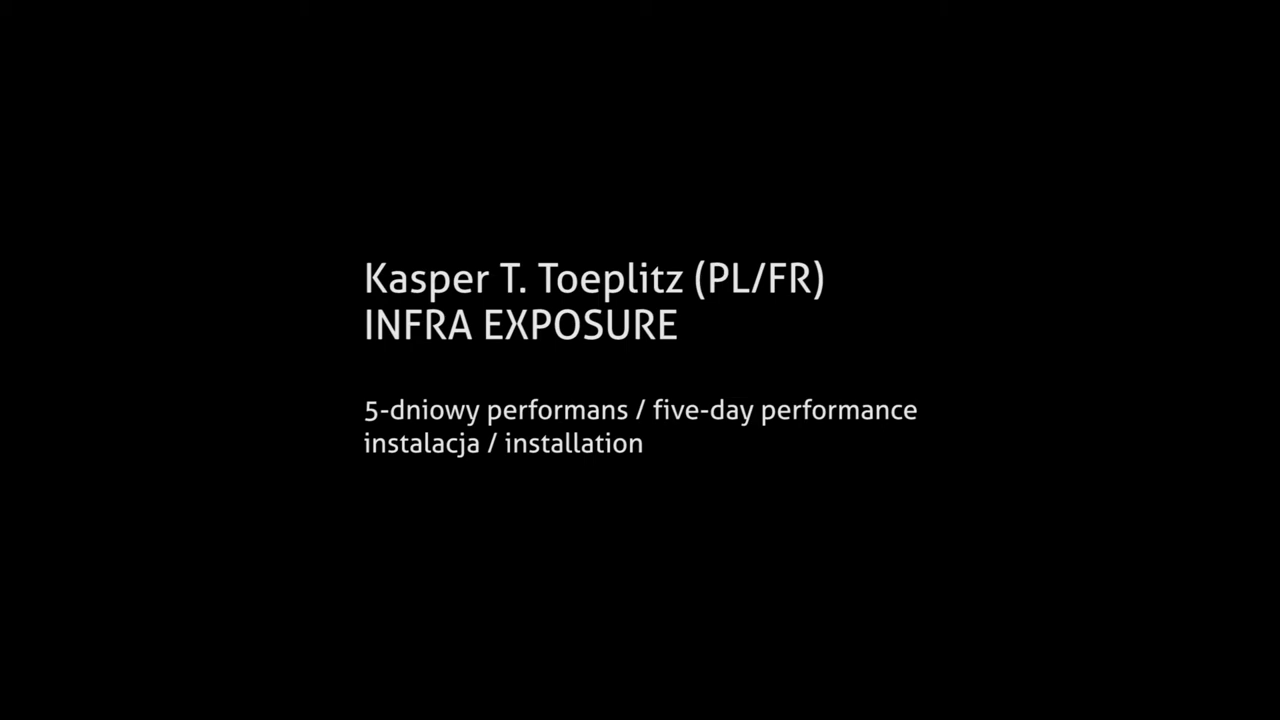 Kasper T. Toeplitz (PL/FR)
INFRA EXPOSURE
5-dniowy performans / five-day performance
instalacja / installation